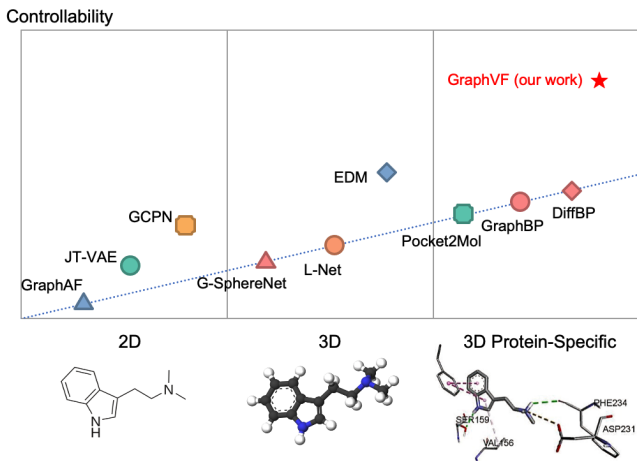 Controllability
GraphVF (our work)
EDM
GCPN
JT-VAE
GraphAF
G-SphereNet
L-Net
Pocket2Mol
GraphBP
DiffBP
2D
3D
3D Protein-Specific
N
N
H
SER159
VAL156
PHE234
ASP231